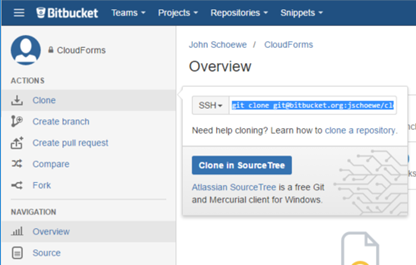 Bitbucket Teams Projects Repositories Snippets
CloudForms
ACTIONS
Clone
Create branch
Create pull request
Compare
Fork
NAVIGATION
Overview
Source
John Schoewe / CloudForms
Overview
SSH git clone git@bitbucket.org:jschoewe/cl
Need help cloning? Learn how to clone a repository.
Clone in SourceTree
Atlassian SourceTree is a free Git
and Mercurial client for Windows.